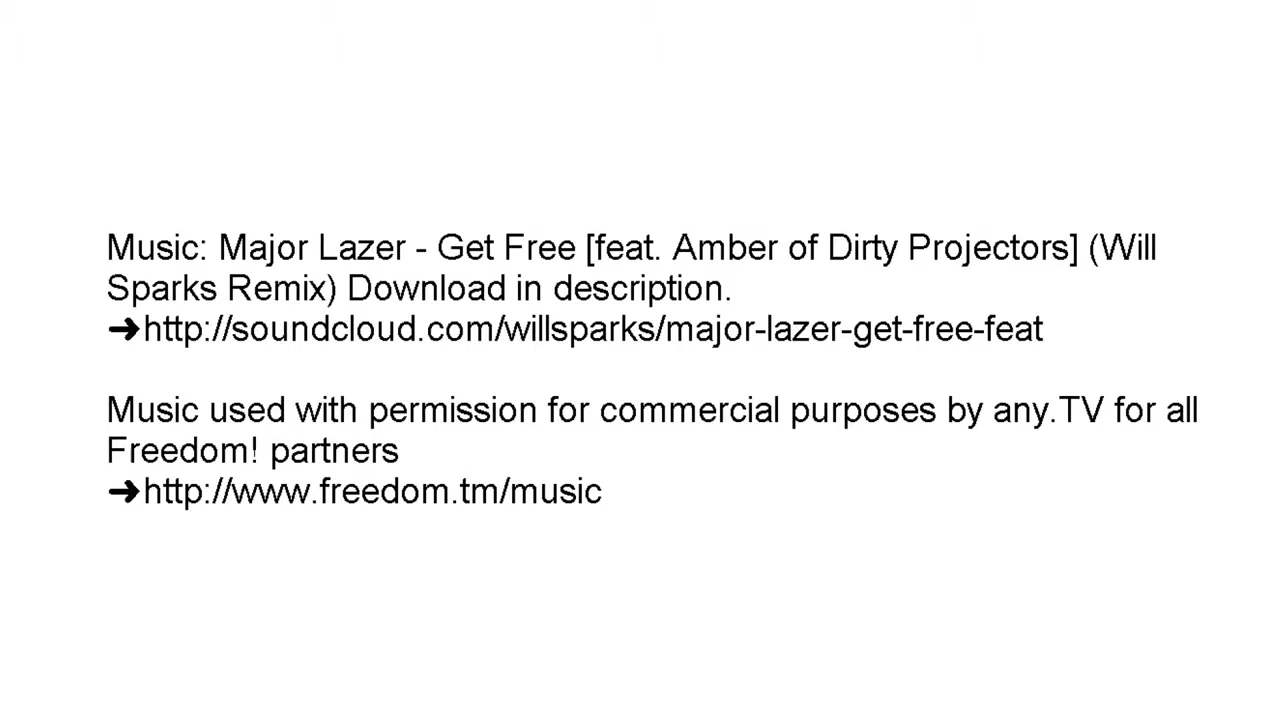 Music: Major Lazer - Get Free [feat. Amber of Dirty Projectors] (Will
Sparks Remix) Download in description.
➜http://soundcloud.com/willsparks/major-lazer-get-free-feat
Music used with permission for commercial purposes by any.TV for all
Freedom! partners
➜http://www.freedom.tm/music